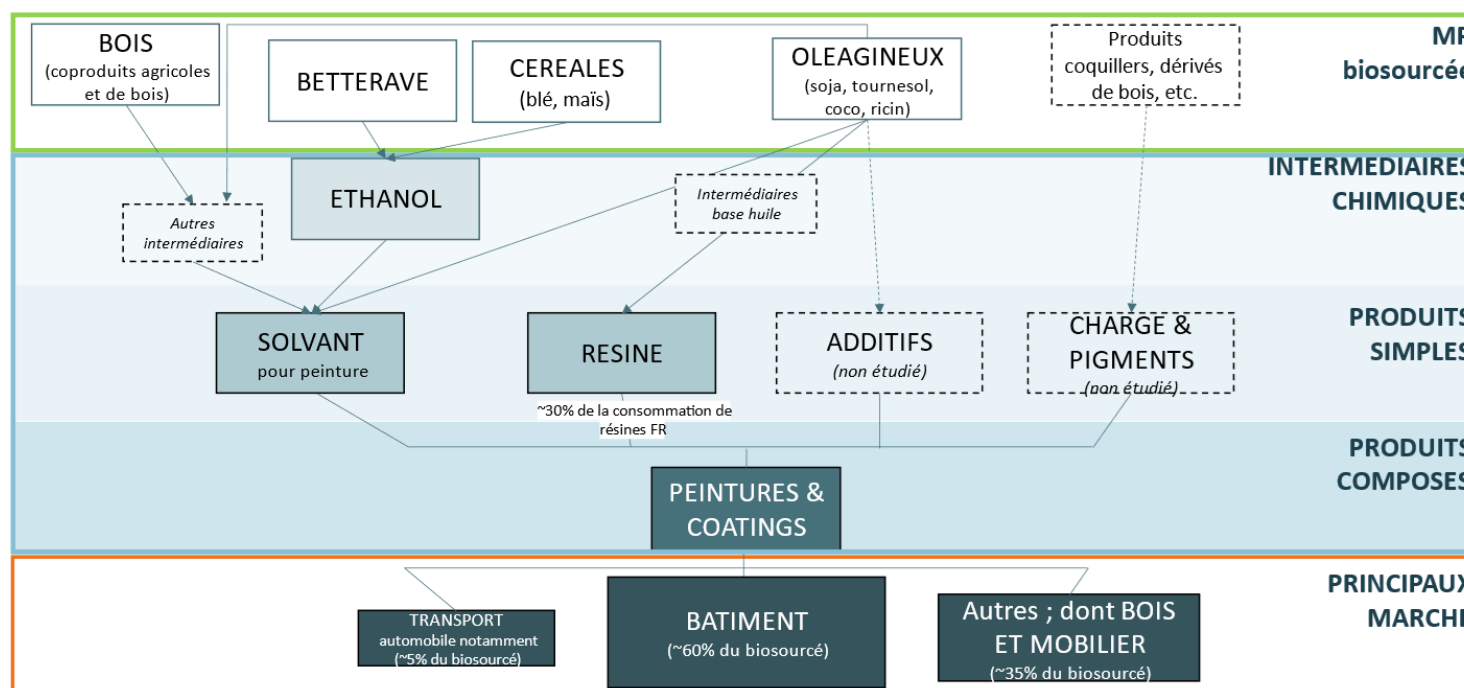 BOIS
(coproduits agricoles
et de bois)
BETTERAVE
CEREALES
(blé, maïs)
OLEAGINEUX
(soja, tournesol,
coco, ricin)
Produits
coquillers, dérivés
de bois, etc.
MP
biosourcée
INTERMEDIAIRES
CHIMIQUES
ETHANOL
Autres
intermédiaires
Intermédiaires
base huile
SOLVANT
pour peinture
RESINE
ADDITIFS
(non étudié)
CHARGE &
PIGMENTS
(non étudié)
PRODUITS
SIMPLES
~30% de la consommation de
résines FR
PRODUITS
COMPOSES
PEINTURES &
COATINGS
PRINCIPAUX
MARCHE
TRANSPORT
automobile notamment
(~5% du biosourcé)
BATIMENT
(~60% du biosourcé)
Autres ; dont BOIS
ET MOBILIER
(~35% du biosourcé)